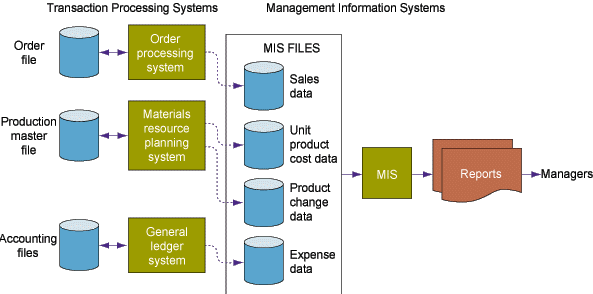 Transaction Processing Systems
Management Information Systems
Order
file
Order
processing
system
MIS FILES
Sales
data
Production
master
file
Materials
resource
planning
system
Unit
product
cost data
Product
change
data
MIS
Reports
Managers
Accounting
files
General
ledger
system
Expense
data